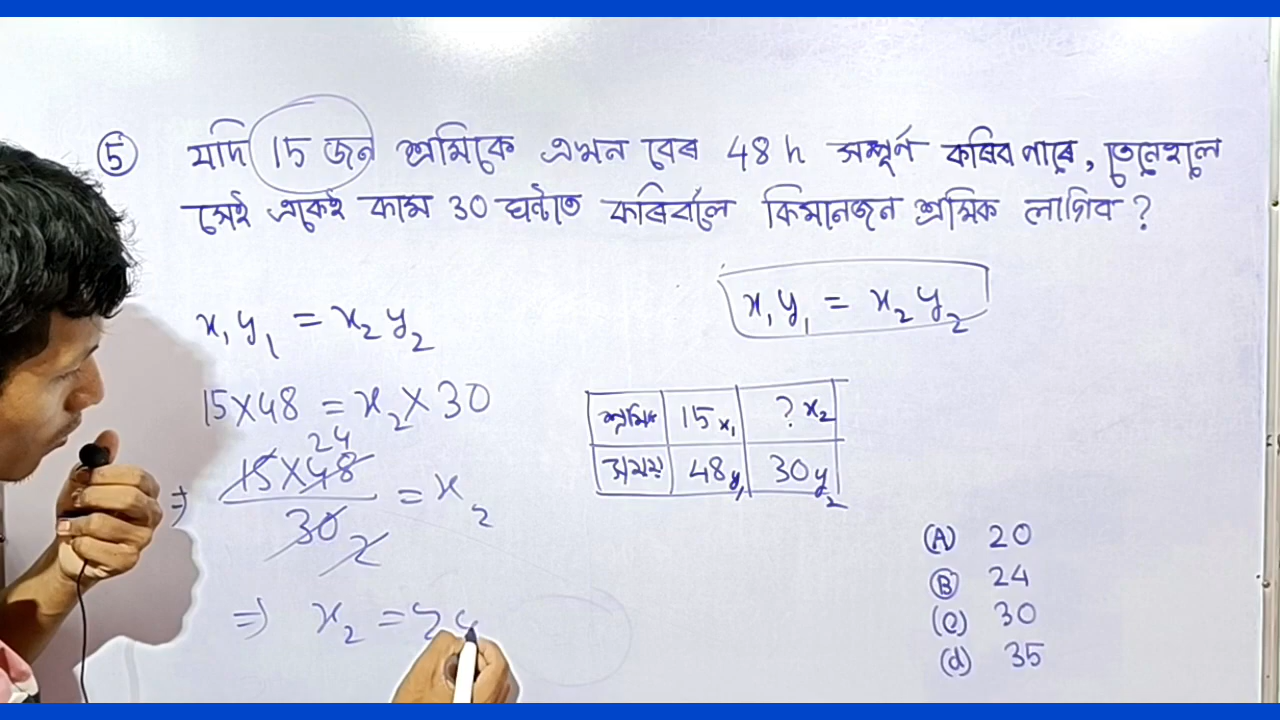 ⑤ যদি 15 জন শ্ৰমিকে এখন বেৰ 48 h সম্পূৰ্ণ কৰিব পাৰে, তেনেহলে
সেই একেই কাম 30 ঘন্টাত কৰিবলৈ কিমানজন শ্ৰমিক লাগিব ?
x₁y₁ = x₂y₂
x₁y₁ = x₂y₂
15×48 = x₂×30
শ্ৰমিক 15 x₁ ? x₂
সময় 48 y₁ 30 y₂
24
⇒ 15×48 = x₂
30 2
⇒ x₂ = 24
(A) 20
Ⓑ 24
(c) 30
(d) 35